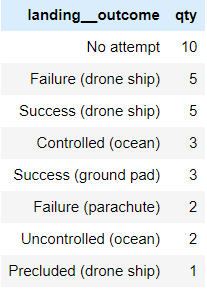 landing__outcome qty
No attempt 10
Failure (drone ship) 5
Success (drone ship) 5
Controlled (ocean) 3
Success (ground pad) 3
Failure (parachute) 2
Uncontrolled (ocean) 2
Precluded (drone ship) 1